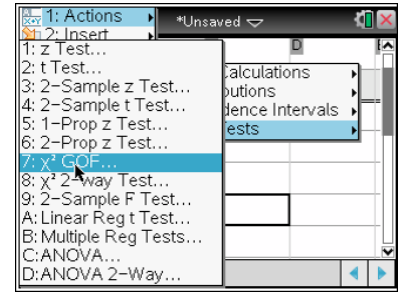 1: Actions
*Unsaved
2: Insert
D
1: z Test...
2: t Test...
3: 2-Sample z Test...
4: 2-Sample t Test...
5: 1-Prop z Test...
6: 2-Prop z Test...
7: χ² GOF...
8: χ² 2-way Test...
9: 2-Sample F Test...
A: Linear Reg t Test...
B: Multiple Reg Tests...
C: ANOVA...
D: ANOVA 2-Way...
Calculations
butions
dence Intervals
ests